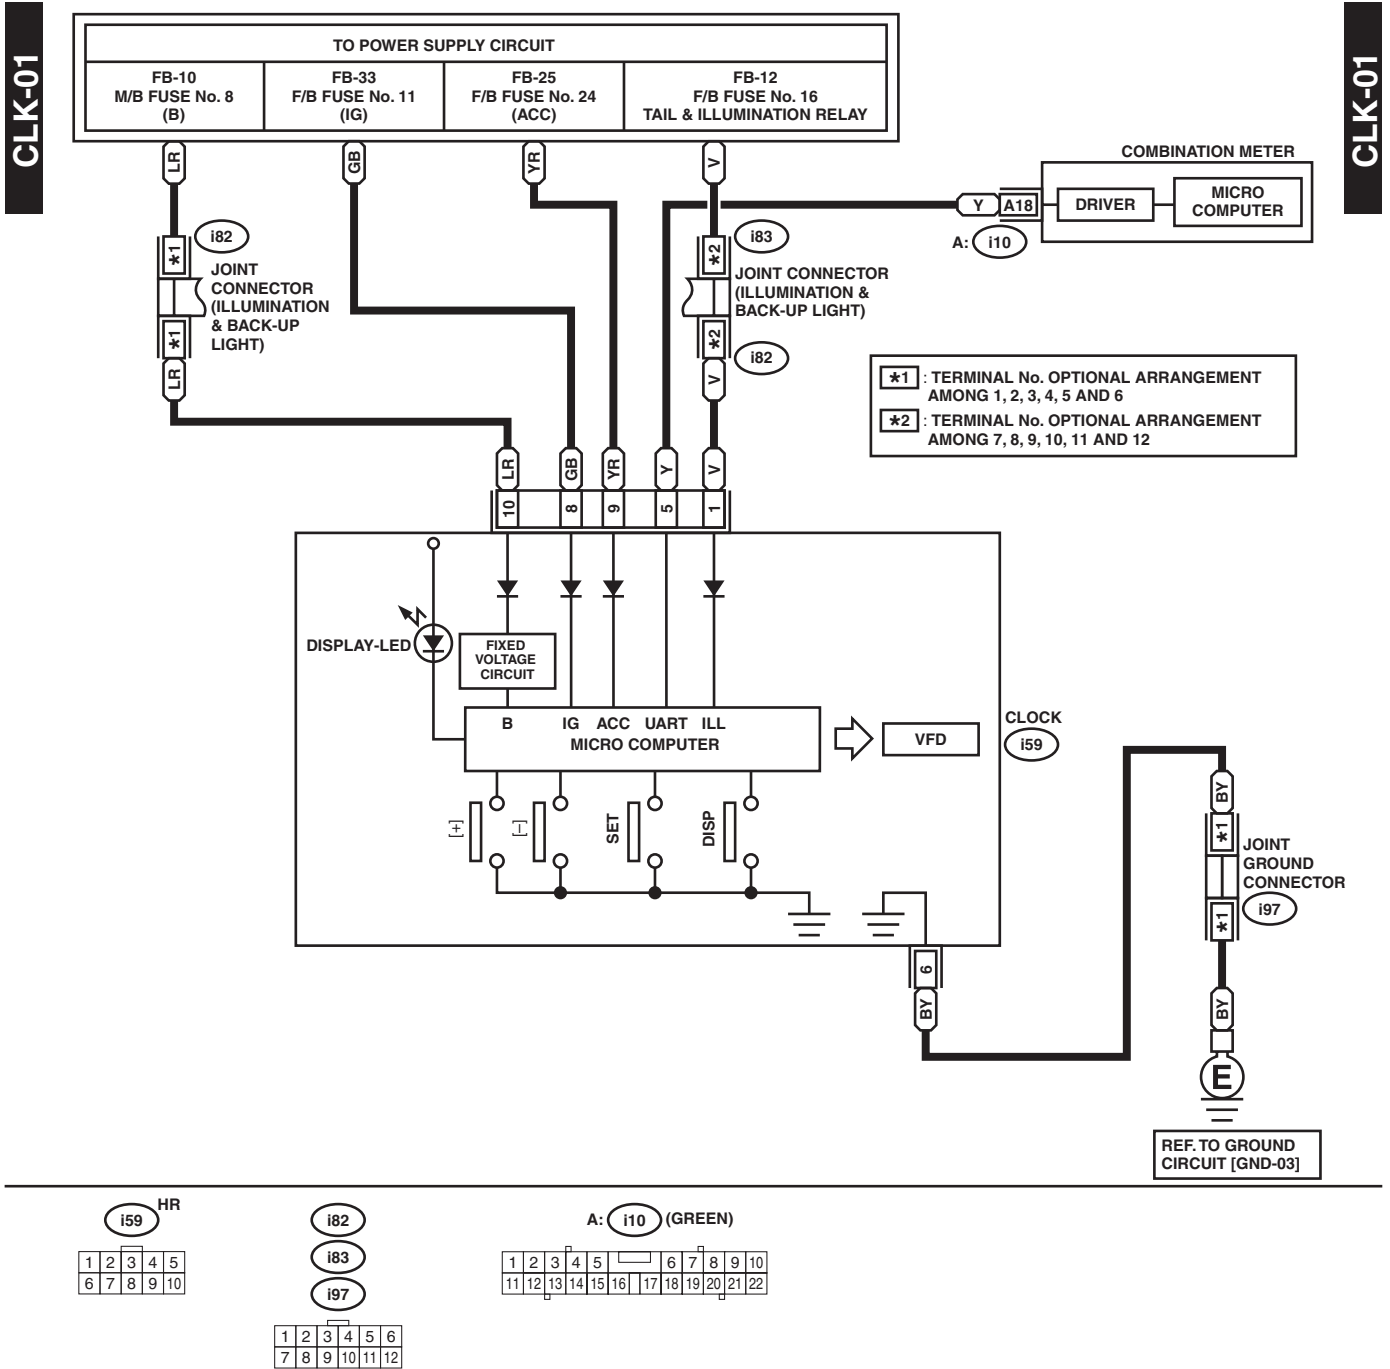 CLK-01
CLK-01
TO POWER SUPPLY CIRCUIT
FB-10
M/B FUSE No. 8
(B)
FB-33
F/B FUSE No. 11
(IG)
FB-25
F/B FUSE No. 24
(ACC)
FB-12
F/B FUSE No. 16
TAIL & ILLUMINATION RELAY
LR
GB
YR
V
COMBINATION METER
Y
A18
DRIVER
MICRO
COMPUTER
A: i10
*1
i82
JOINT
CONNECTOR
(ILLUMINATION
& BACK-UP
LIGHT)
*1
LR
*2
i83
JOINT CONNECTOR
(ILLUMINATION &
BACK-UP LIGHT)
*2
i82
V
*1 : TERMINAL No. OPTIONAL ARRANGEMENT
AMONG 1, 2, 3, 4, 5 AND 6
*2 : TERMINAL No. OPTIONAL ARRANGEMENT
AMONG 7, 8, 9, 10, 11 AND 12
LR
GB
YR
Y
V
10
8
9
5
1
DISPLAY-LED
FIXED
VOLTAGE
CIRCUIT
B IG ACC UART ILL
MICRO COMPUTER
VFD
CLOCK
i59
[+]
[–]
SET
DISP
6
BY
BY
*1
JOINT
GROUND
CONNECTOR
i97
*1
BY
E
REF. TO GROUND
CIRCUIT [GND-03]
i59 HR
1 2 3 4 5
6 7 8 9 10
i82
i83
i97
1 2 3 4 5 6
7 8 9 10 11 12
A: i10 (GREEN)
1 2 3 4 5 6 7 8 9 10
11 12 13 14 15 16 17 18 19 20 21 22